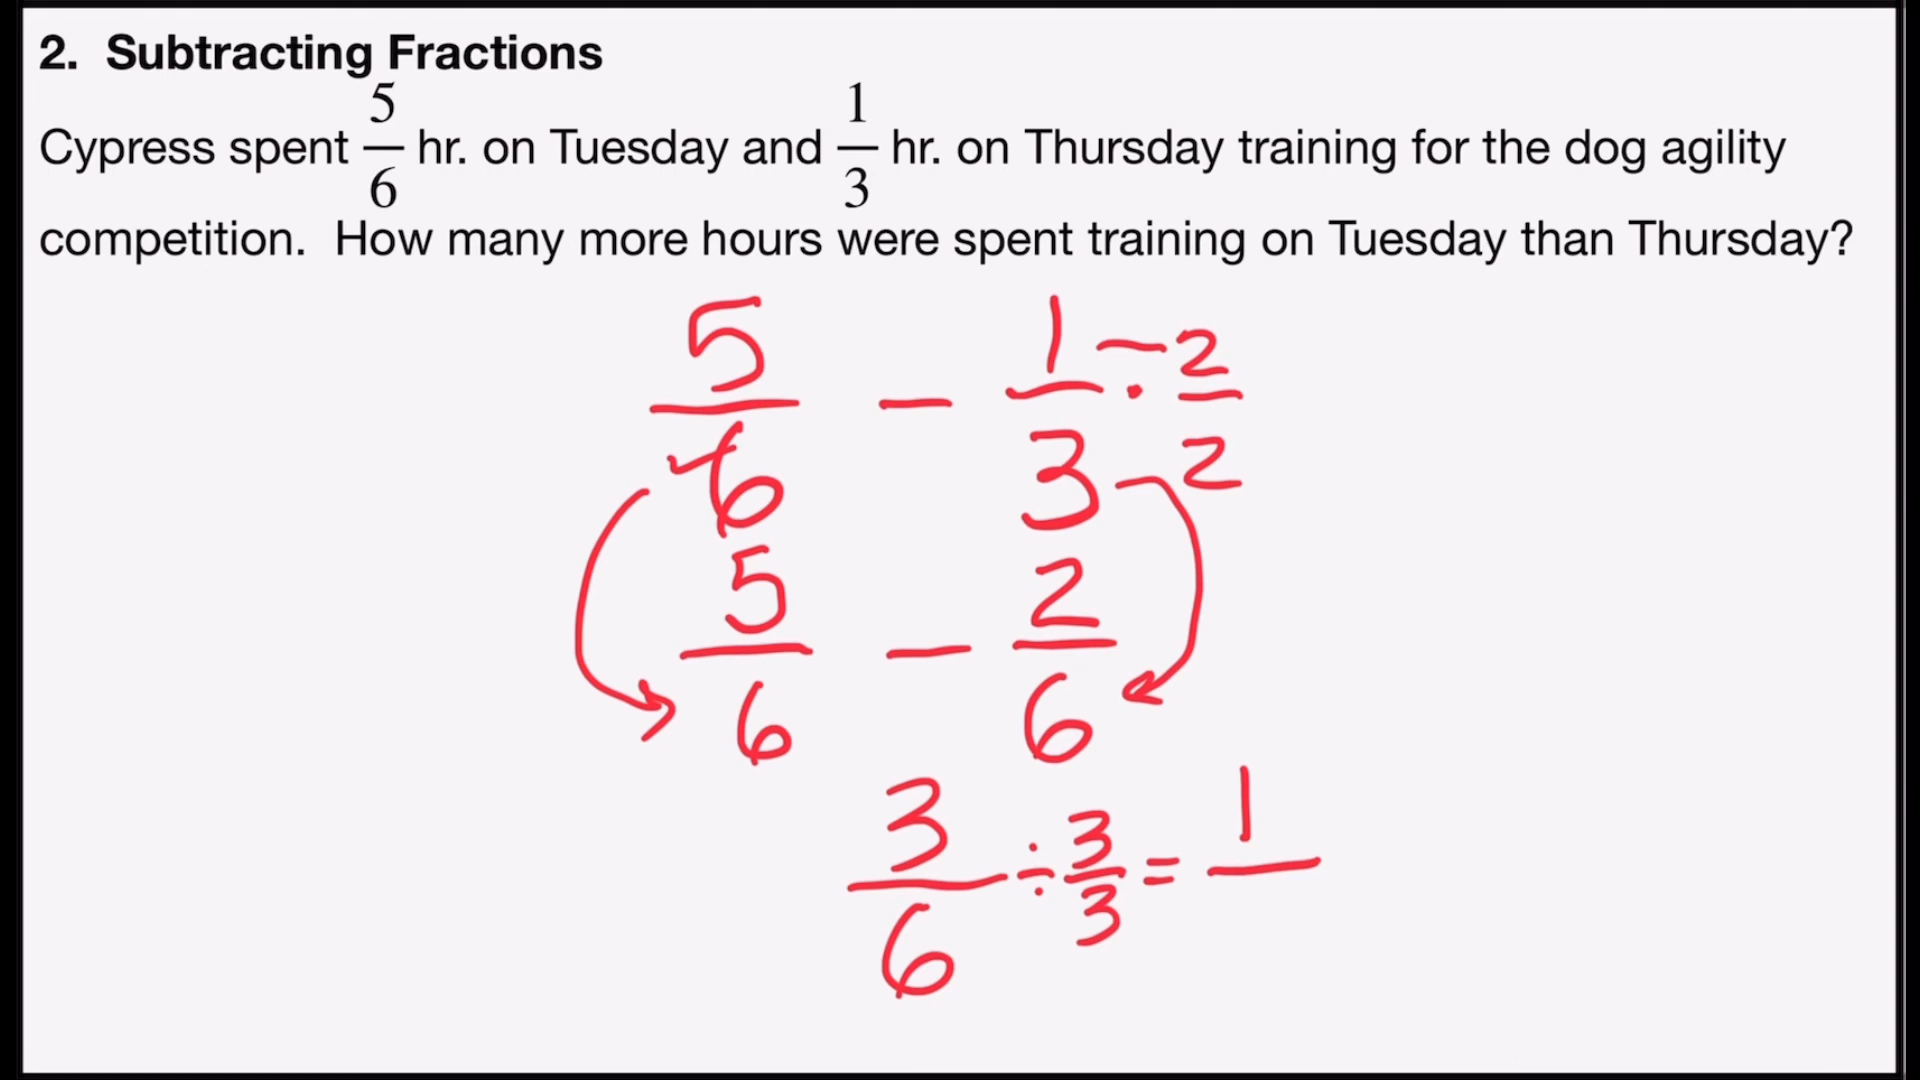 2. Subtracting Fractions
Cypress spent 5/6 hr. on Tuesday and 1/3 hr. on Thursday training for the dog agility
competition. How many more hours were spent training on Tuesday than Thursday?
5/6 - 1/3 · 2/2
5/6 - 2/6
3/6 ÷ 3/3 = 1/